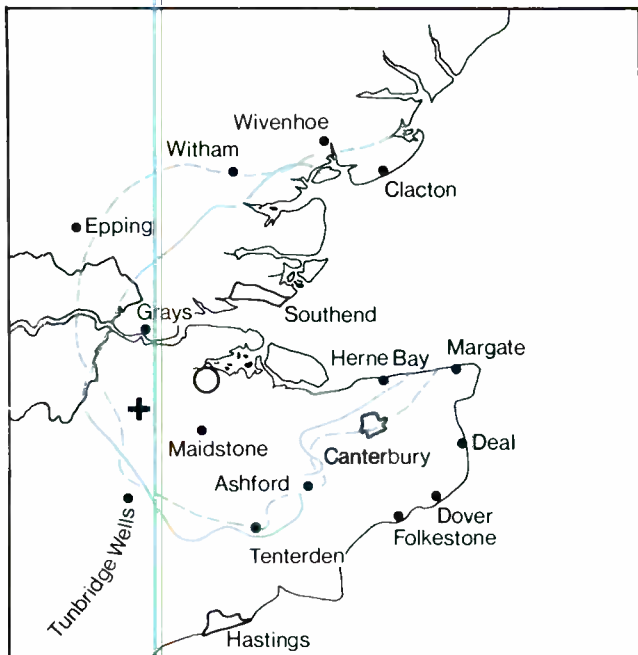 Wivenhoe
Witham
Clacton
Epping
Grays
Southend
Herne Bay
Margate
Maidstone
Canterbury
Deal
Ashford
Tunbridge Wells
Dover
Folkestone
Tenterden
Hastings